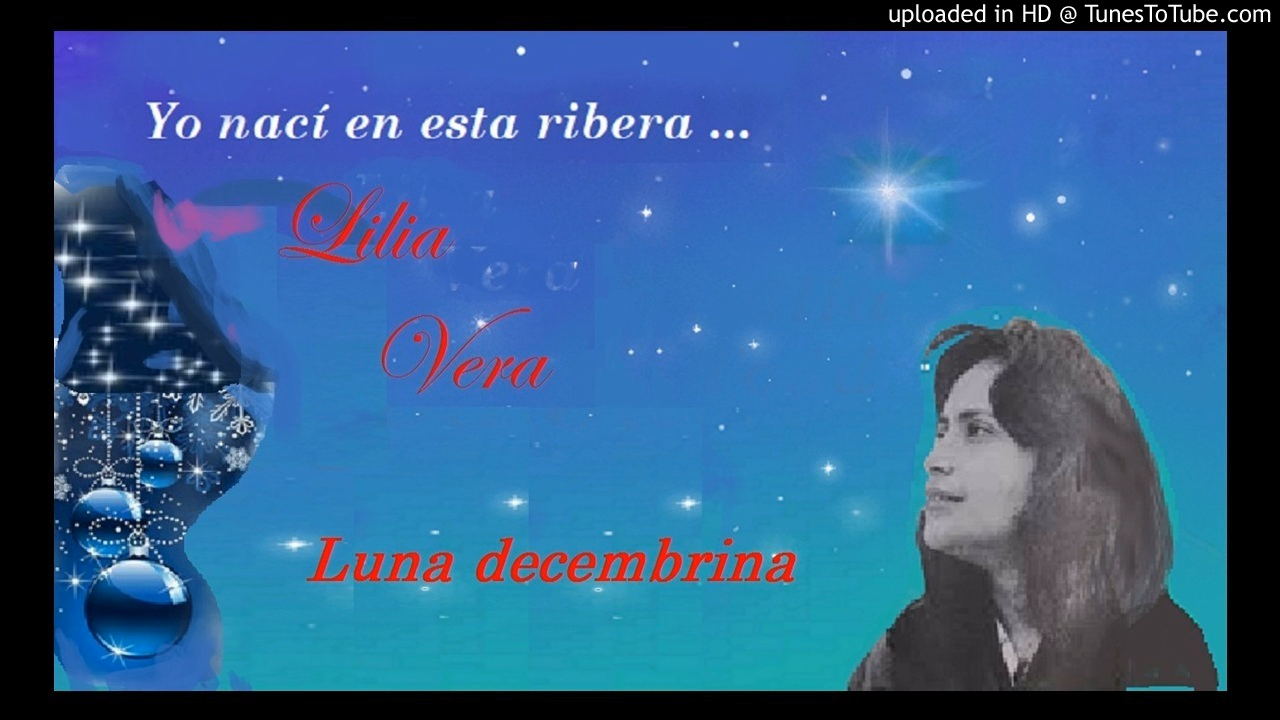 uploaded in HD @ TunesToTube.com
Yo nací en esta ribera ...
Lilia
Vera
Luna decembrina